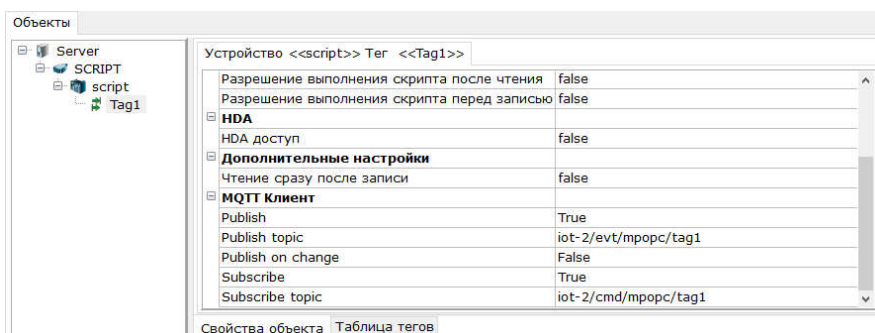 Объекты
Server
SCRIPT
script
Tag1
Устройство <<script>> Тег <<Tag1>>
Разрешение выполнения скрипта после чтения false
Разрешение выполнения скрипта перед записью false
HDA
HDA доступ false
Дополнительные настройки
Чтение сразу после записи false
MQTT Клиент
Publish True
Publish topic iot-2/evt/mpopc/tag1
Publish on change False
Subscribe True
Subscribe topic iot-2/cmd/mpopc/tag1
Свойства объекта Таблица тегов